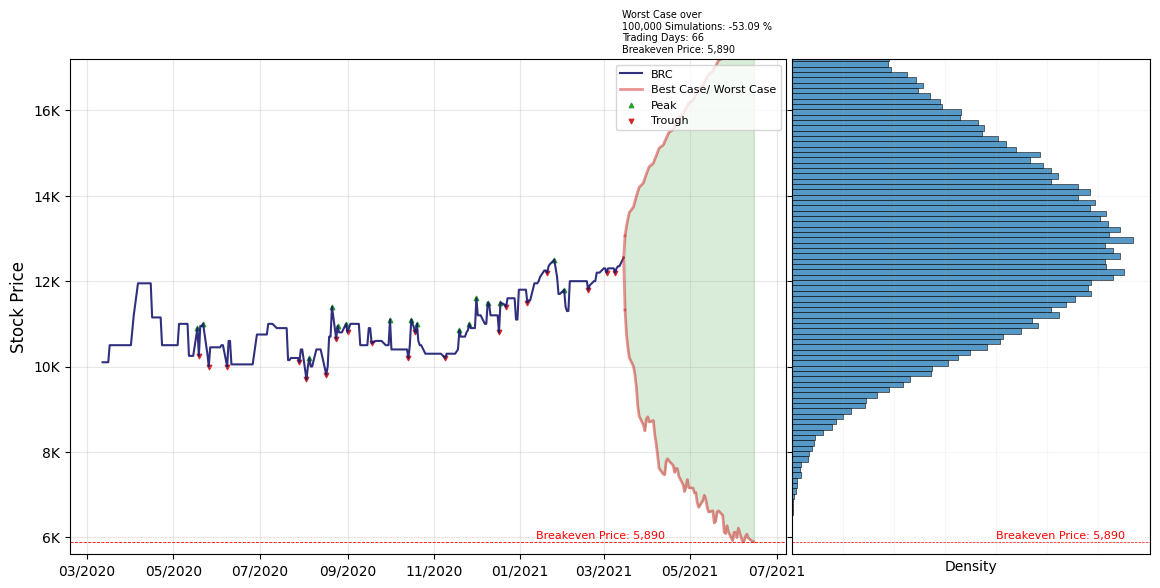 Worst Case over
100,000 Simulations: -53.09 %
Trading Days: 66
Breakeven Price: 5,890
BRC
Best Case/ Worst Case
Peak
Trough
Stock Price
16K
14K
12K
10K
8K
6K
Breakeven Price: 5,890
Breakeven Price: 5,890
03/2020
05/2020
07/2020
09/2020
11/2020
01/2021
03/2021
05/2021
07/2021
Density